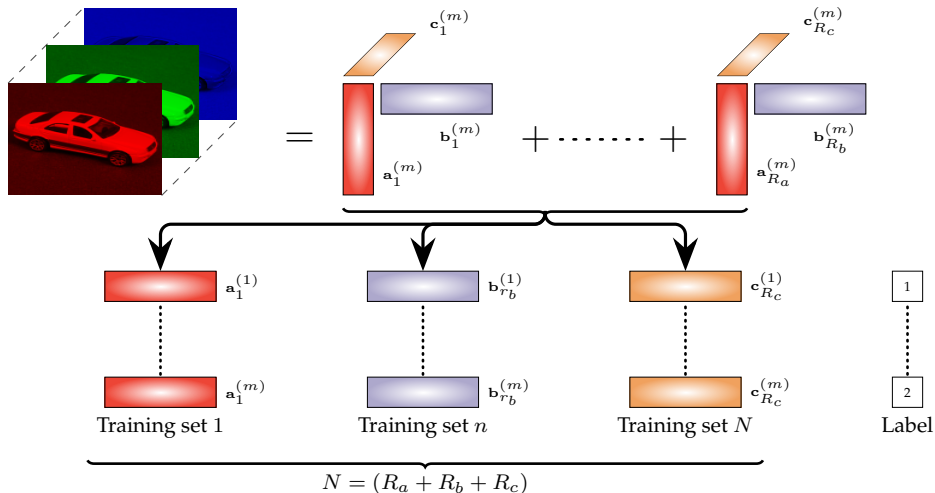 c_1^{(m)} c_{R_c}^{(m)}
= b_1^{(m)} + ....... + b_{R_b}^{(m)}
a_1^{(m)} a_{R_a}^{(m)}
a_1^{(1)} b_{r_b}^{(1)} c_{R_c}^{(1)} 1
a_1^{(m)} b_{r_b}^{(m)} c_{R_c}^{(m)} 2
Training set 1 Training set n Training set N Label
N = (R_a + R_b + R_c)